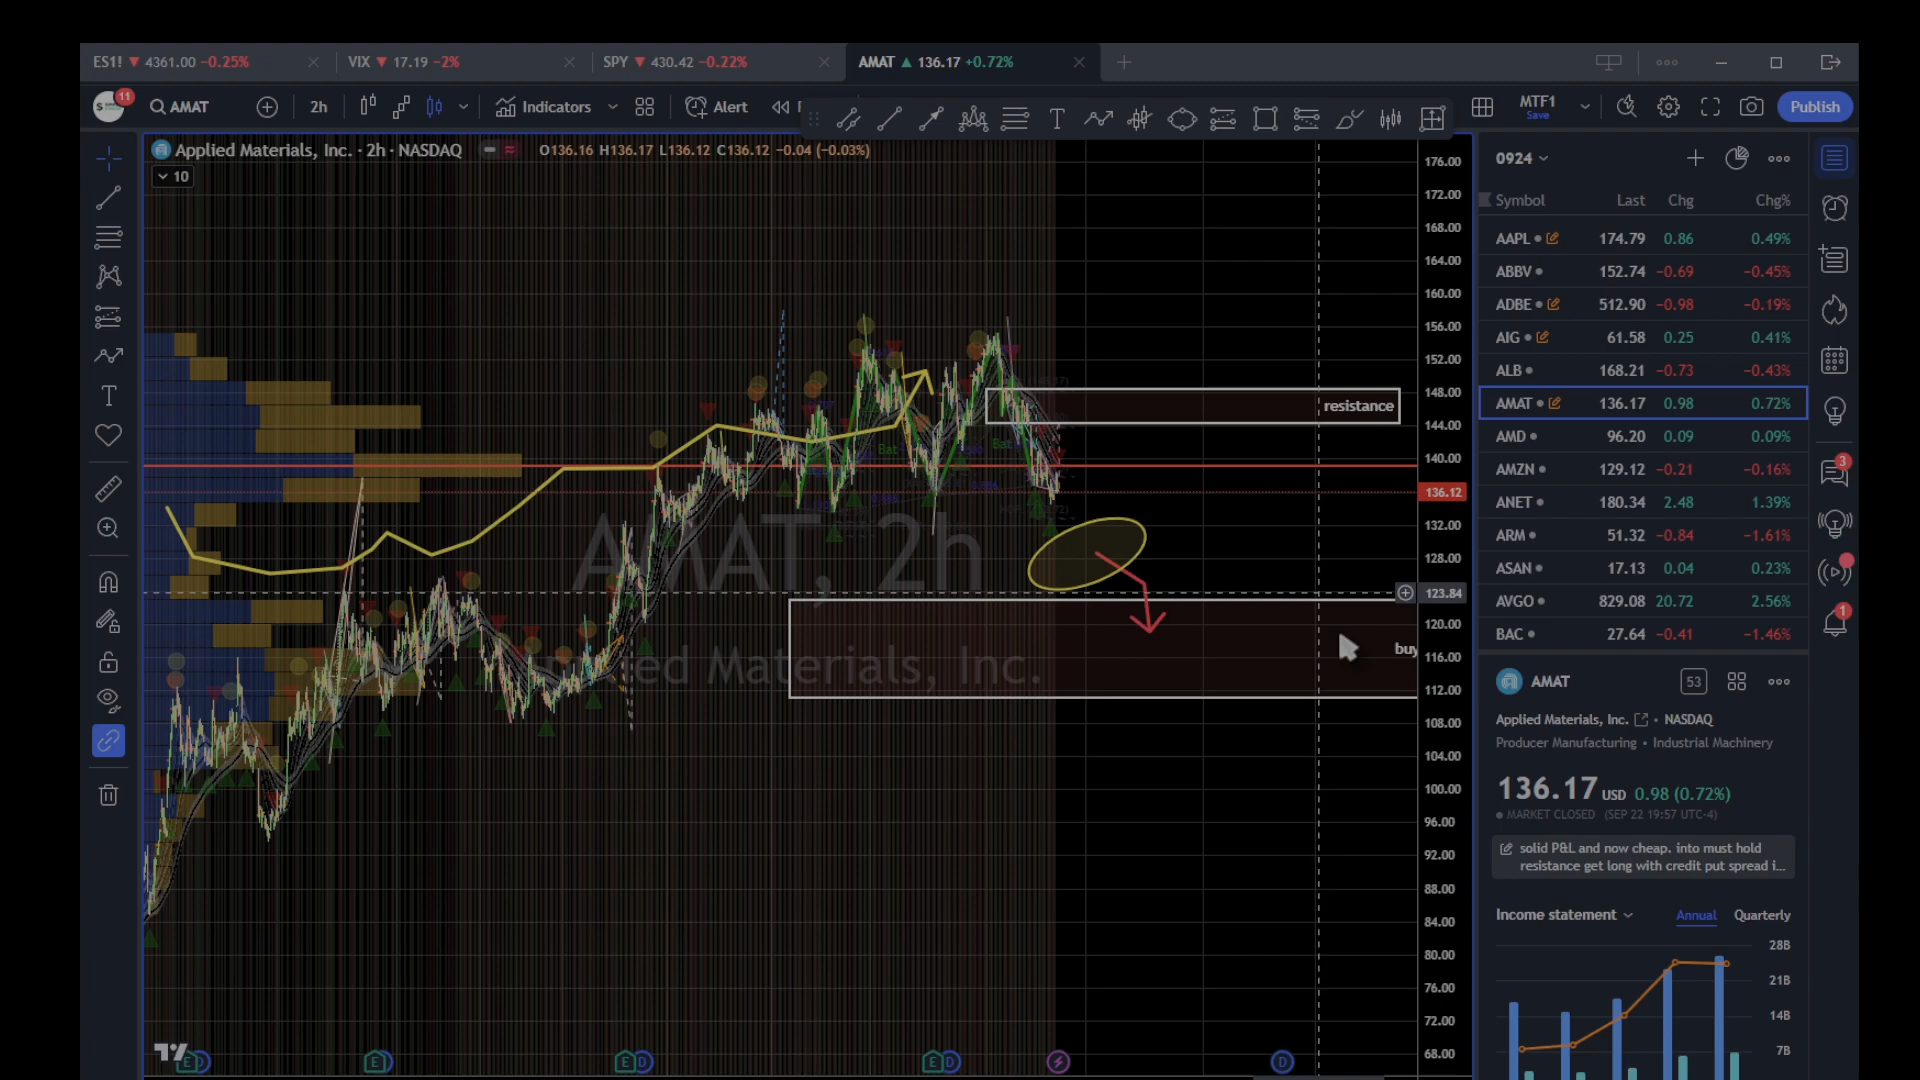 ES1! ▼ 4361.00 −0.25%
VIX ▼ 17.19 −2%
SPY ▼ 430.42 −0.22%
AMAT ▲ 136.17 +0.72%
11
AMAT
2h
Indicators
Alert
MTF1
Save
Publish
Applied Materials, Inc. · 2h · NASDAQ
O136.16 H136.17 L136.12 C136.12 −0.04 (−0.03%)
10
176.00
172.00
168.00
164.00
160.00
156.00
152.00
148.00
144.00
140.00
136.12
132.00
128.00
123.84
120.00
116.00
112.00
108.00
104.00
100.00
96.00
92.00
88.00
84.00
80.00
76.00
72.00
68.00
resistance
Bat
Bat
AMAT, 2h
ed Materials, Inc.
buy
E D
E
E D
E D
D
0924
Symbol Last Chg Chg%
AAPL 174.79 0.86 0.49%
ABBV 152.74 −0.69 −0.45%
ADBE 512.90 −0.98 −0.19%
AIG 61.58 0.25 0.41%
ALB 168.21 −0.73 −0.43%
AMAT 136.17 0.98 0.72%
AMD 96.20 0.09 0.09%
AMZN 129.12 −0.21 −0.16%
ANET 180.34 2.48 1.39%
ARM 51.32 −0.84 −1.61%
ASAN 17.13 0.04 0.23%
AVGO 829.08 20.72 2.56%
BAC 27.64 −0.41 −1.46%
3
1
AMAT
53
Applied Materials, Inc. • NASDAQ
Producer Manufacturing • Industrial Machinery
136.17 USD 0.98 (0.72%)
MARKET CLOSED (SEP 22 19:57 UTC-4)
solid P&L and now cheap. into must hold
resistance get long with credit put spread i...
Income statement
Annual
Quarterly
28B
21B
14B
7B